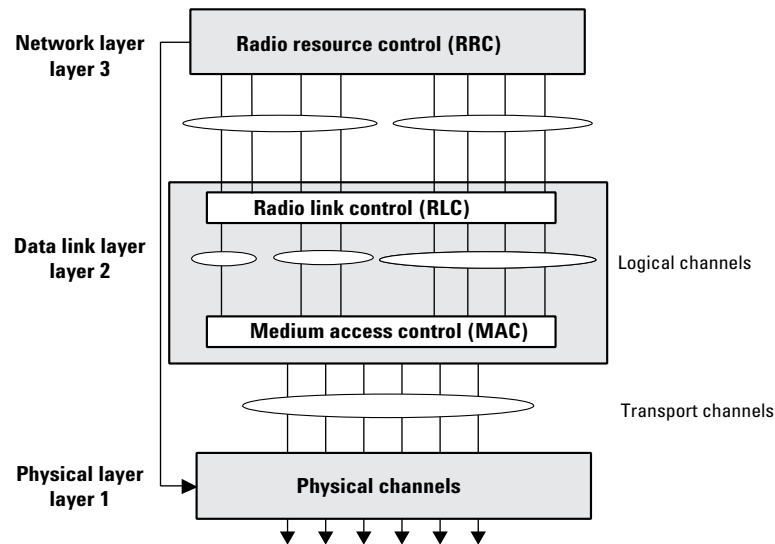 Network layer
layer 3
Radio resource control (RRC)
Radio link control (RLC)
Data link layer
layer 2
Logical channels
Medium access control (MAC)
Transport channels
Physical layer
layer 1
Physical channels